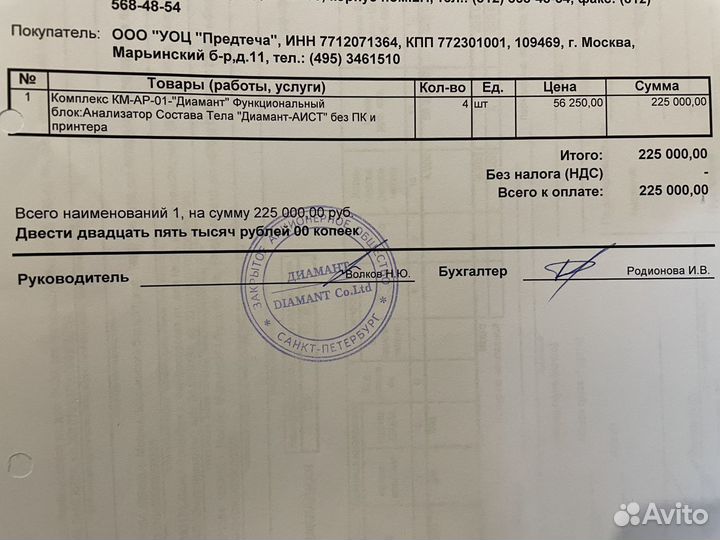 568-48-54
Покупатель: ООО "УОЦ "Предтеча", ИНН 7712071364, КПП 772301001, 109469, г. Москва,
Марьинский б-р,д.11, тел.: (495) 3461510
№ Товары (работы, услуги) Кол-во Ед. Цена Сумма
1 Комплекс КМ-АР-01-"Диамант" Функциональный 4 шт 56 250,00 225 000,00
блок:Анализатор Состава Тела "Диамант-АИСТ" без ПК и
принтера
Итого: 225 000,00
Без налога (НДС) -
Всего к оплате: 225 000,00
Всего наименований 1, на сумму 225 000,00 руб.
Двести двадцать пять тысяч рублей 00 копеек
Руководитель Волков Н.Ю. Бухгалтер Родионова И.В.
ЗАКРЫТОЕ АКЦИОНЕРНОЕ ОБЩЕСТВО
ДИАМАНТ
DIAMANT Co.Ltd
* САНКТ-ПЕТЕРБУРГ *
Avito